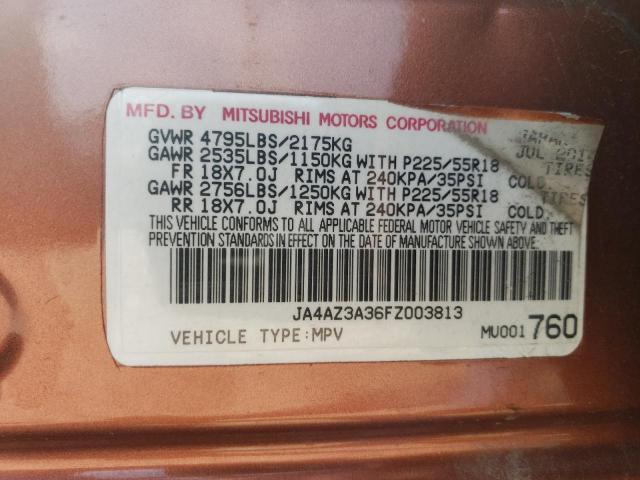 MFD. BY MITSUBISHI MOTORS CORPORATION
GVWR 4795LBS/2175KG JUL
GAWR 2535LBS/1150KG WITH P225/55R18 TIRES
FR 18X7.0J RIMS AT 240KPA/35PSI COLD.
GAWR 2756LBS/1250KG WITH P225/55R18 TIRES
RR 18X7.0J RIMS AT 240KPA/35PSI COLD.
THIS VEHICLE CONFORMS TO ALL APPLICABLE FEDERAL MOTOR VEHICLE SAFETY AND THEFT
PREVENTION STANDARDS IN EFFECT ON THE DATE OF MANUFACTURE SHOWN ABOVE.
JA4AZ3A36FZ003813
VEHICLE TYPE:MPV MU001 760